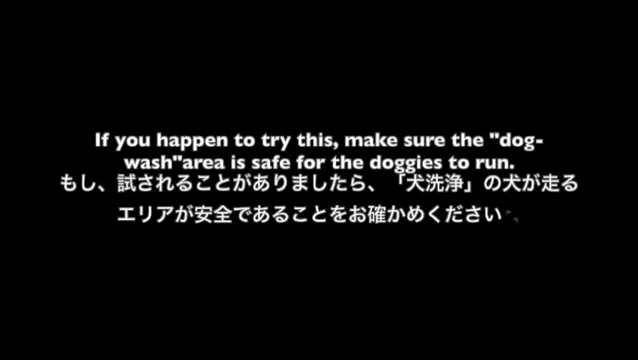 If you happen to try this, make sure the "dog-
wash"area is safe for the doggies to run.
もし、試されることがありましたら、「犬洗浄」の犬が走る
エリアが安全であることをお確かめください